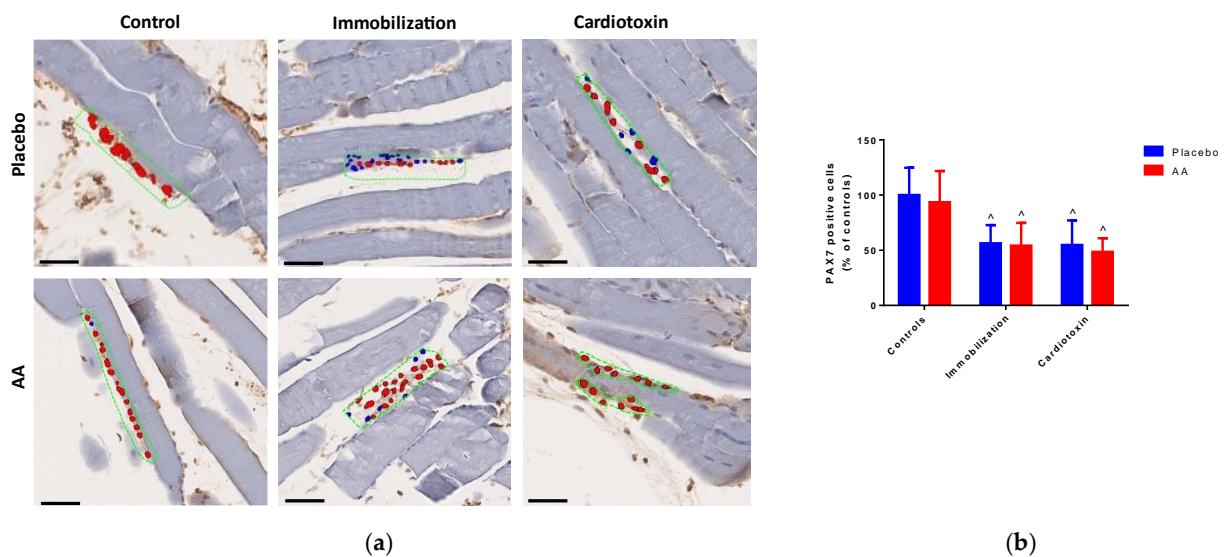 Control Immobilization Cardiotoxin
Placebo
AA
PAX7 positive cells
(% of controls)
150
100
50
0
^ ^ ^ ^
Controls
Immobilization
Cardiotoxin
Placebo
AA
(a) (b)